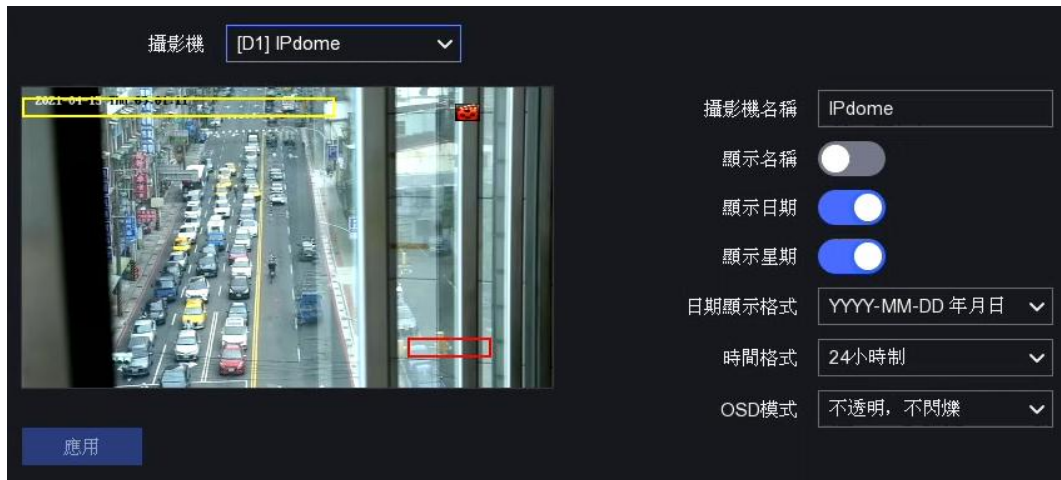 攝影機 [D1] IPdome
攝影機名稱 IPdome
顯示名稱
顯示日期
顯示星期
日期顯示格式 YYYY-MM-DD 年月日
時間格式 24小時制
OSD模式 不透明，不閃爍
應用